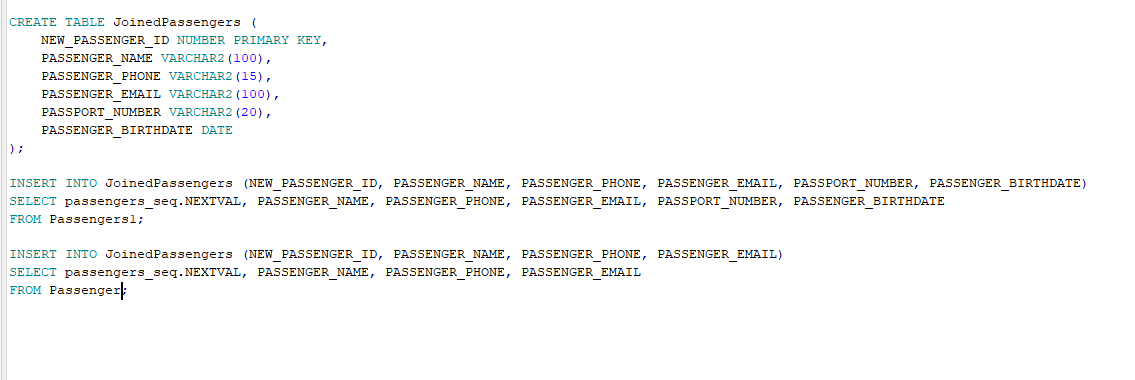 CREATE TABLE JoinedPassengers (
    NEW_PASSENGER_ID NUMBER PRIMARY KEY,
    PASSENGER_NAME VARCHAR2(100),
    PASSENGER_PHONE VARCHAR2(15),
    PASSENGER_EMAIL VARCHAR2(100),
    PASSPORT_NUMBER VARCHAR2(20),
    PASSENGER_BIRTHDATE DATE
);
INSERT INTO JoinedPassengers (NEW_PASSENGER_ID, PASSENGER_NAME, PASSENGER_PHONE, PASSENGER_EMAIL, PASSPORT_NUMBER, PASSENGER_BIRTHDATE)
SELECT passengers_seq.NEXTVAL, PASSENGER_NAME, PASSENGER_PHONE, PASSENGER_EMAIL, PASSPORT_NUMBER, PASSENGER_BIRTHDATE
FROM Passengers1;
INSERT INTO JoinedPassengers (NEW_PASSENGER_ID, PASSENGER_NAME, PASSENGER_PHONE, PASSENGER_EMAIL)
SELECT passengers_seq.NEXTVAL, PASSENGER_NAME, PASSENGER_PHONE, PASSENGER_EMAIL
FROM Passenger;